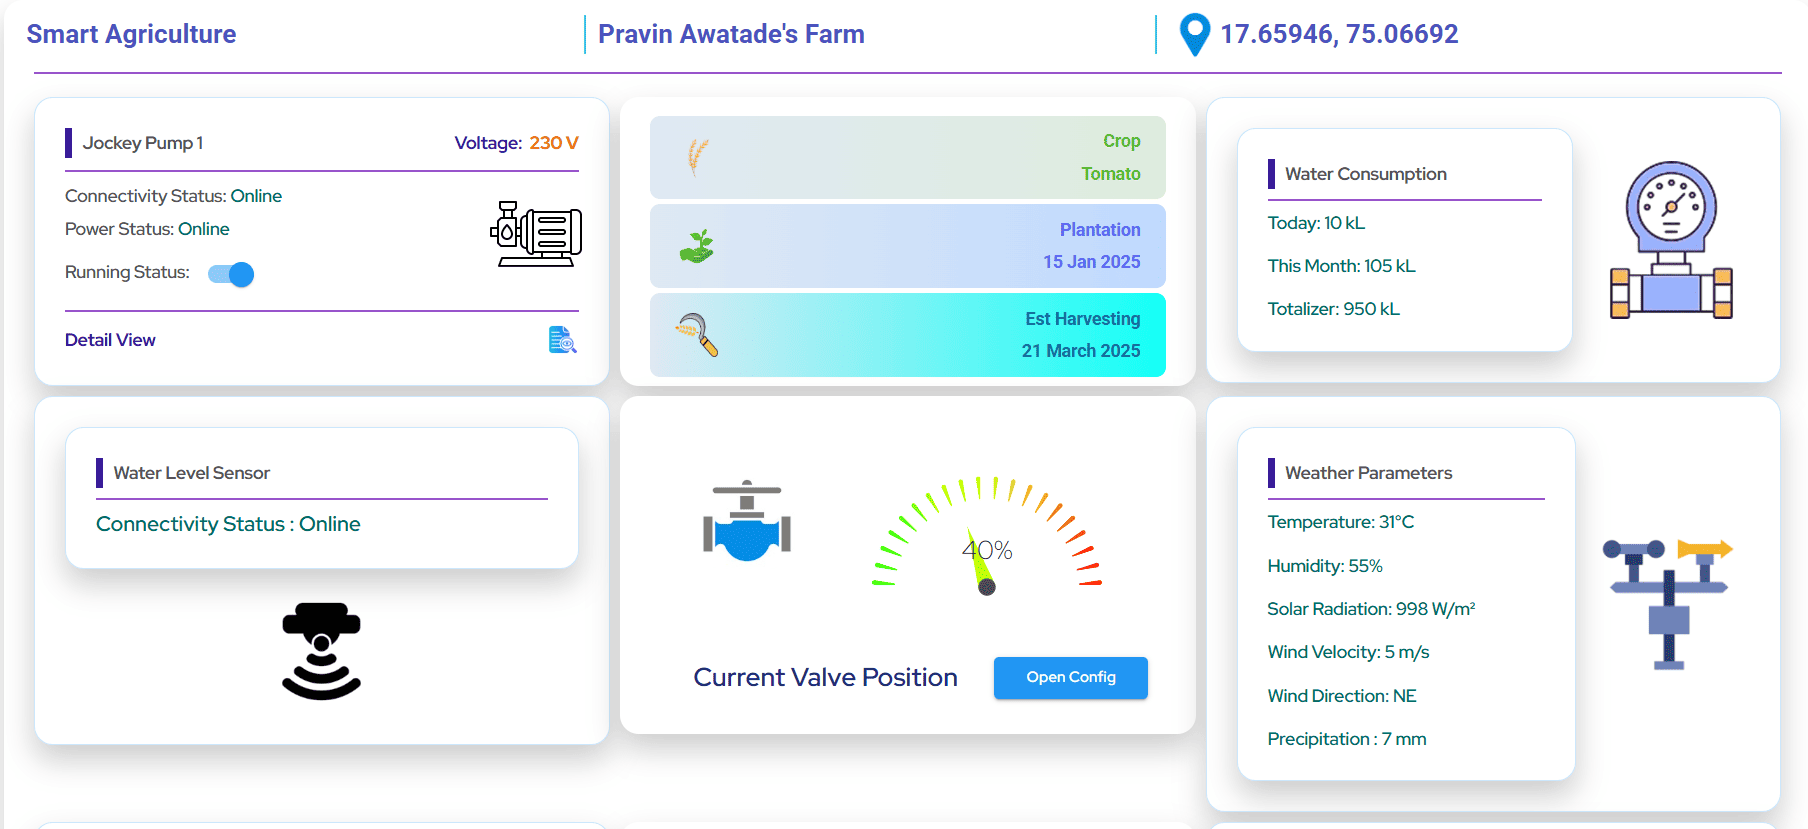 Smart Agriculture
Pravin Awatade's Farm
17.65946, 75.06692
Jockey Pump 1
Voltage: 230 V
Connectivity Status: Online
Power Status: Online
Running Status:
Detail View
Crop
Tomato
Plantation
15 Jan 2025
Est Harvesting
21 March 2025
Water Consumption
Today: 10 kL
This Month: 105 kL
Totalizer: 950 kL
Water Level Sensor
Connectivity Status : Online
40%
Current Valve Position
Open Config
Weather Parameters
Temperature: 31°C
Humidity: 55%
Solar Radiation: 998 W/m²
Wind Velocity: 5 m/s
Wind Direction: NE
Precipitation : 7 mm